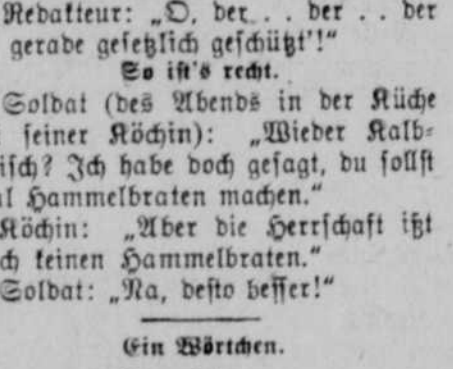 Redakteur: „O, der . . der . . der
gerade gesetzlich geschützt'!“
So ist's recht.
Soldat (des Abends in der Küche
seiner Köchin): „Wieder Kalb-
isch? Ich habe doch gesagt, du sollst
al Hammelbraten machen.“
Köchin: „Aber die Herrschaft ißt
ch keinen Hammelbraten.“
Soldat: „Na, desto besser!“
Ein Wörtchen.